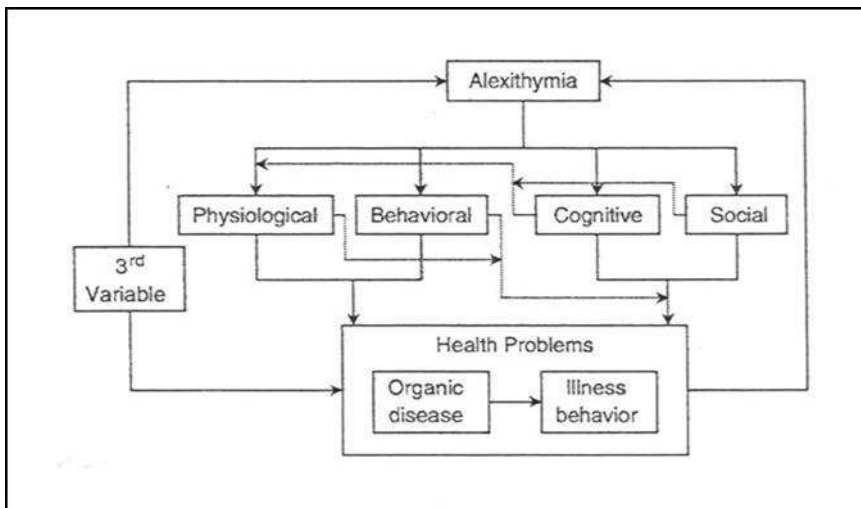 Alexithymia
Physiological
Behavioral
Cognitive
Social
3rd
Variable
Health Problems
Organic
disease
Illness
behavior